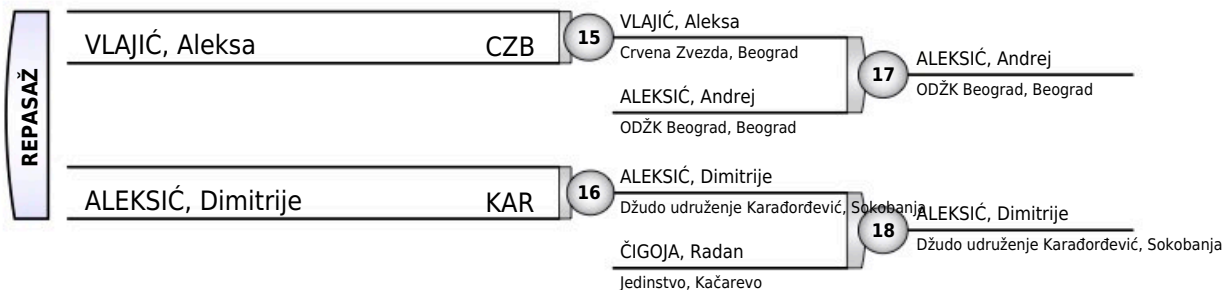 REPASAŽ
VLAJIĆ, Aleksa CZB
15
VLAJIĆ, Aleksa
Crvena Zvezda, Beograd
ALEKSIĆ, Andrej
ODŽK Beograd, Beograd
17
ALEKSIĆ, Andrej
ODŽK Beograd, Beograd
ALEKSIĆ, Dimitrije KAR
16
ALEKSIĆ, Dimitrije
Džudo udruženje Karađorđević, Sokobanja
ČIGOJA, Radan
Jedinstvo, Kačarevo
18
ALEKSIĆ, Dimitrije
Džudo udruženje Karađorđević, Sokobanja